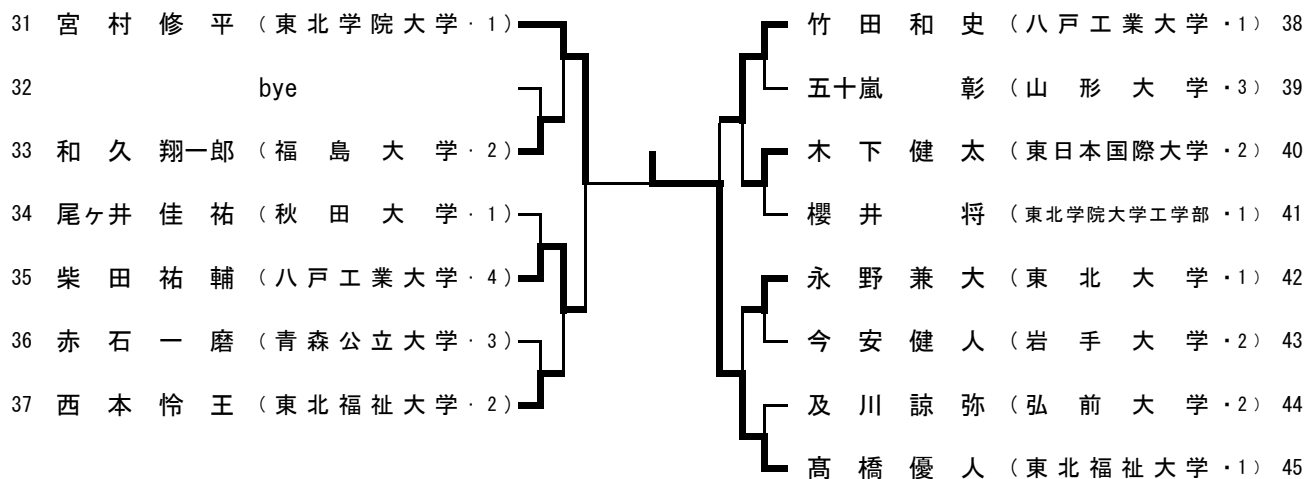 31 宮村修平 (東北学院大学・1)
32 bye
33 和久翔一郎 (福島大学・2)
34 尾ヶ井佳祐 (秋田大学・1)
35 柴田祐輔 (八戸工業大学・4)
36 赤石一磨 (青森公立大学・3)
37 西本怜王 (東北福祉大学・2)
竹田和史 (八戸工業大学・1) 38
五十嵐彰 (山形大学・3) 39
木下健太 (東日本国際大学・2) 40
櫻井将 (東北学院大学工学部・1) 41
永野兼大 (東北大学・1) 42
今安健人 (岩手大学・2) 43
及川諒弥 (弘前大学・2) 44
髙橋優人 (東北福祉大学・1) 45